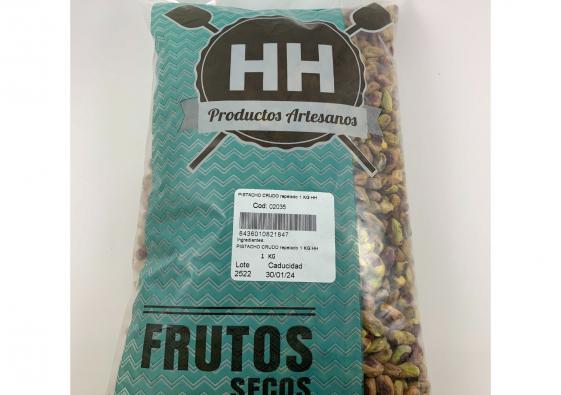 HH
Productos Artesanos
PISTACHO CRUDO repelado 1 KG HH
Cod: 02035
8436010821647
Ingredientes:
PISTACHO CRUDO repelado 1 KG HH
1 KG
Lote Caducidad
2522 30/01/24
FRUTOS
SECOS